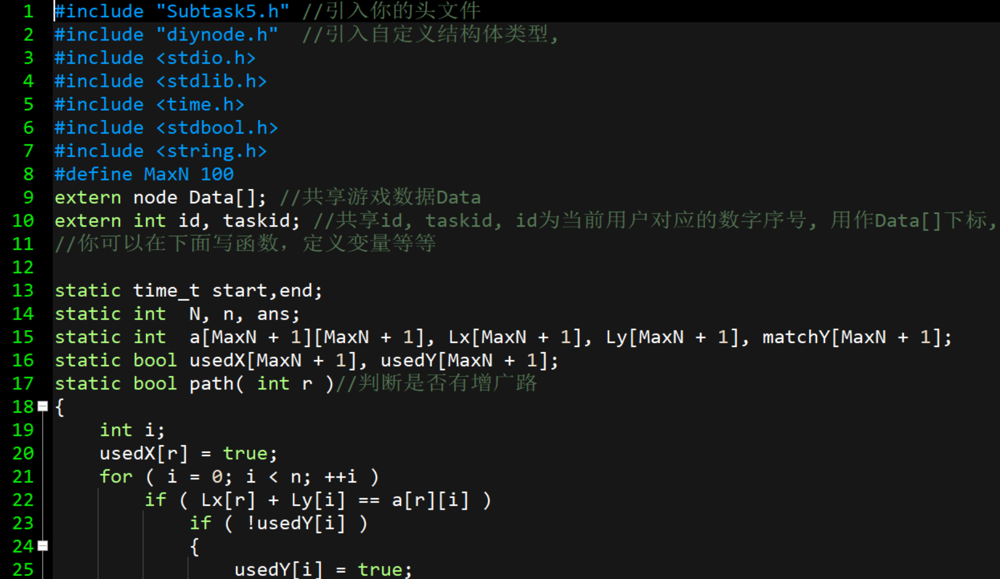 1 #include "Subtask5.h" //引入你的头文件
2 #include "diynode.h"  //引入自定义结构体类型,
3 #include <stdio.h>
4 #include <stdlib.h>
5 #include <time.h>
6 #include <stdbool.h>
7 #include <string.h>
8 #define MaxN 100
9 extern node Data[]; //共享游戏数据Data
10 extern int id, taskid; //共享id, taskid, id为当前用户对应的数字序号, 用作Data[]下标,
11 //你可以在下面写函数，定义变量等等
12
13 static time_t start,end;
14 static int  N, n, ans;
15 static int  a[MaxN + 1][MaxN + 1], Lx[MaxN + 1], Ly[MaxN + 1], matchY[MaxN + 1];
16 static bool usedX[MaxN + 1], usedY[MaxN + 1];
17 static bool path( int r )//判断是否有增广路
18 {
19     int i;
20     usedX[r] = true;
21     for ( i = 0; i < n; ++i )
22         if ( Lx[r] + Ly[i] == a[r][i] )
23             if ( !usedY[i] )
24             {
25                 usedY[i] = true;